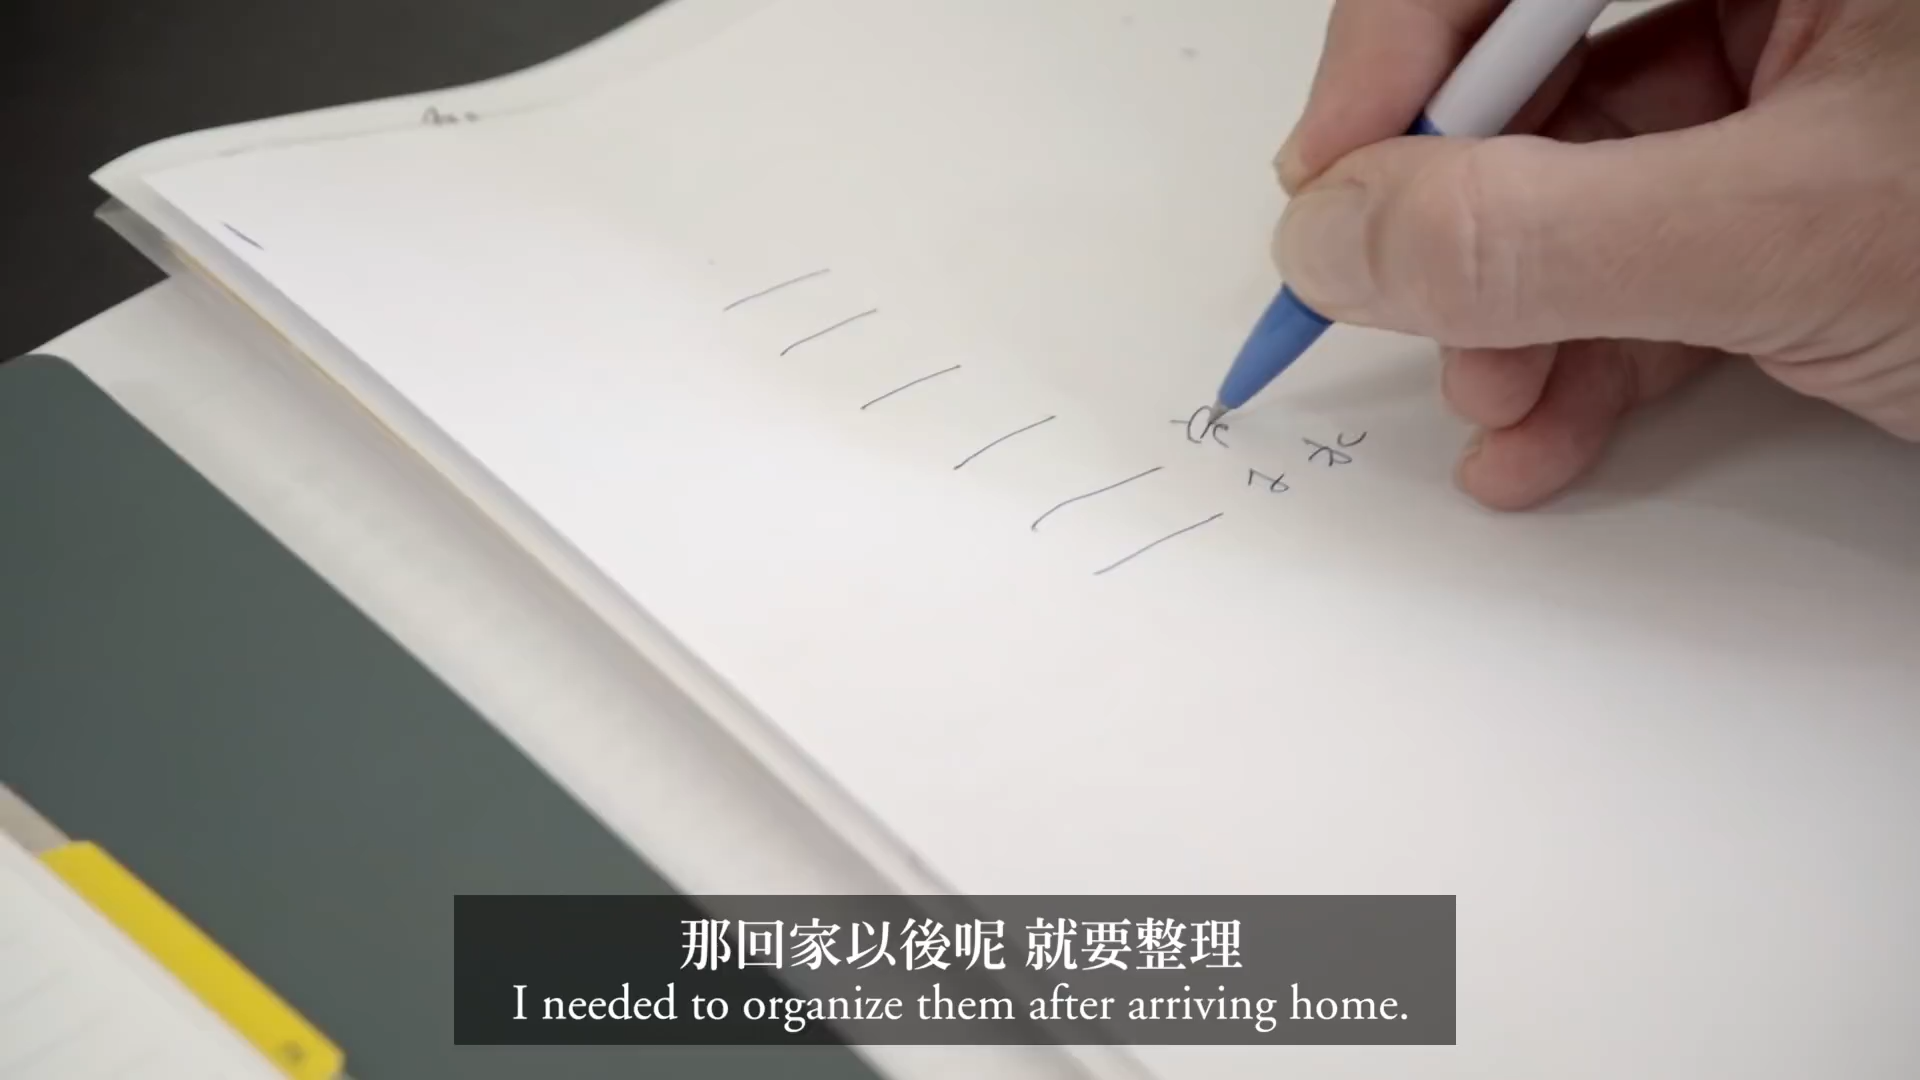 那回家以後呢 就要整理
I needed to organize them after arriving home.